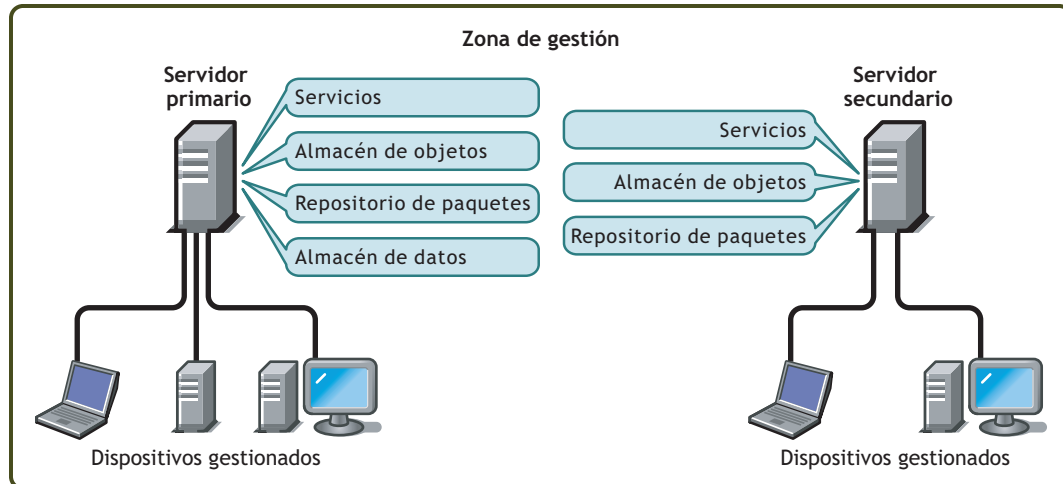 Zona de gestión
Servidor
primario
Servicios
Almacén de objetos
Repositorio de paquetes
Almacén de datos
Servidor
secundario
Servicios
Almacén de objetos
Repositorio de paquetes
Dispositivos gestionados
Dispositivos gestionados